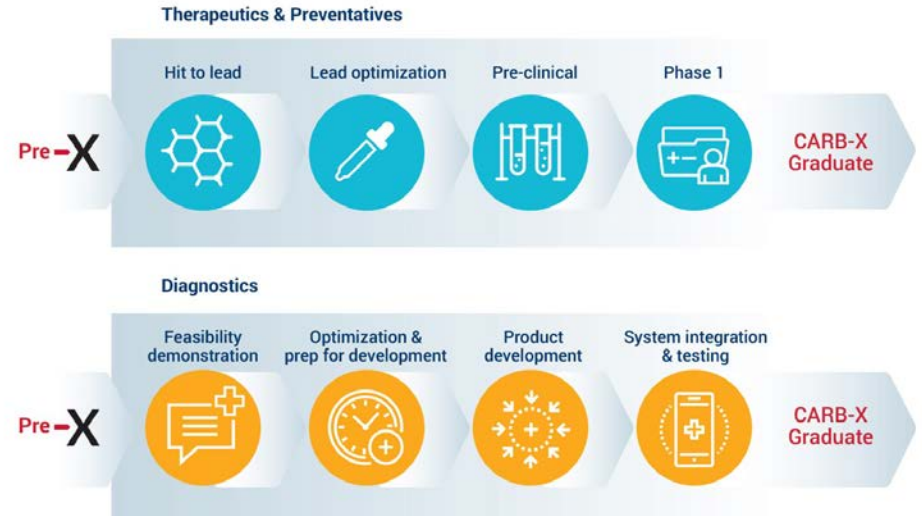 Therapeutics & Preventatives
Hit to lead
Lead optimization
Pre-clinical
Phase 1
Pre-X
CARB-X
Graduate
Diagnostics
Feasibility
demonstration
Optimization &
prep for development
Product
development
System integration
& testing
Pre-X
CARB-X
Graduate